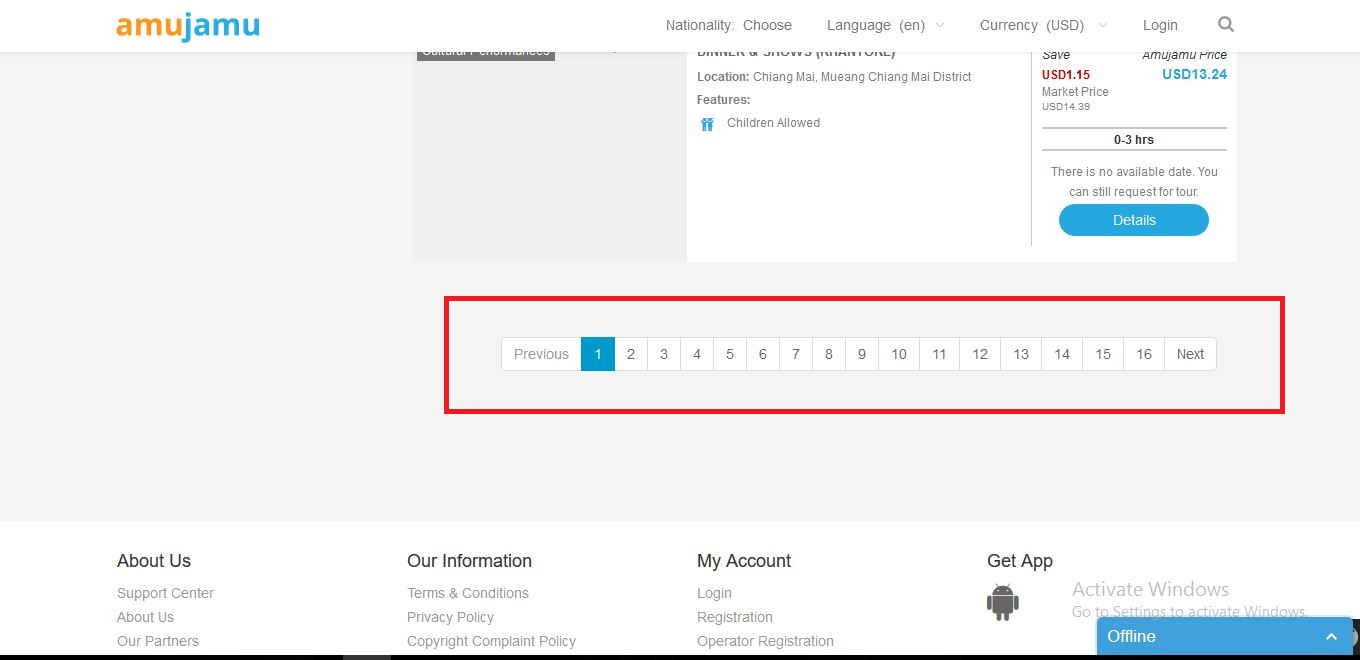 amujamu
Nationality: Choose Language (en) Currency (USD) Login
Cultural Performances
DINNER & SHOWS (KHANTOKE)
Location: Chiang Mai, Mueang Chiang Mai District
Features:
Children Allowed
Save Amujamu Price
USD1.15 USD13.24
Market Price
USD14.39
0-3 hrs
There is no available date. You
can still request for tour.
Details
Previous 1 2 3 4 5 6 7 8 9 10 11 12 13 14 15 16 Next
About Us
Support Center
About Us
Our Partners
Our Information
Terms & Conditions
Privacy Policy
Copyright Complaint Policy
My Account
Login
Registration
Operator Registration
Get App
Activate Windows
Go to Settings to activate Windows.
Offline